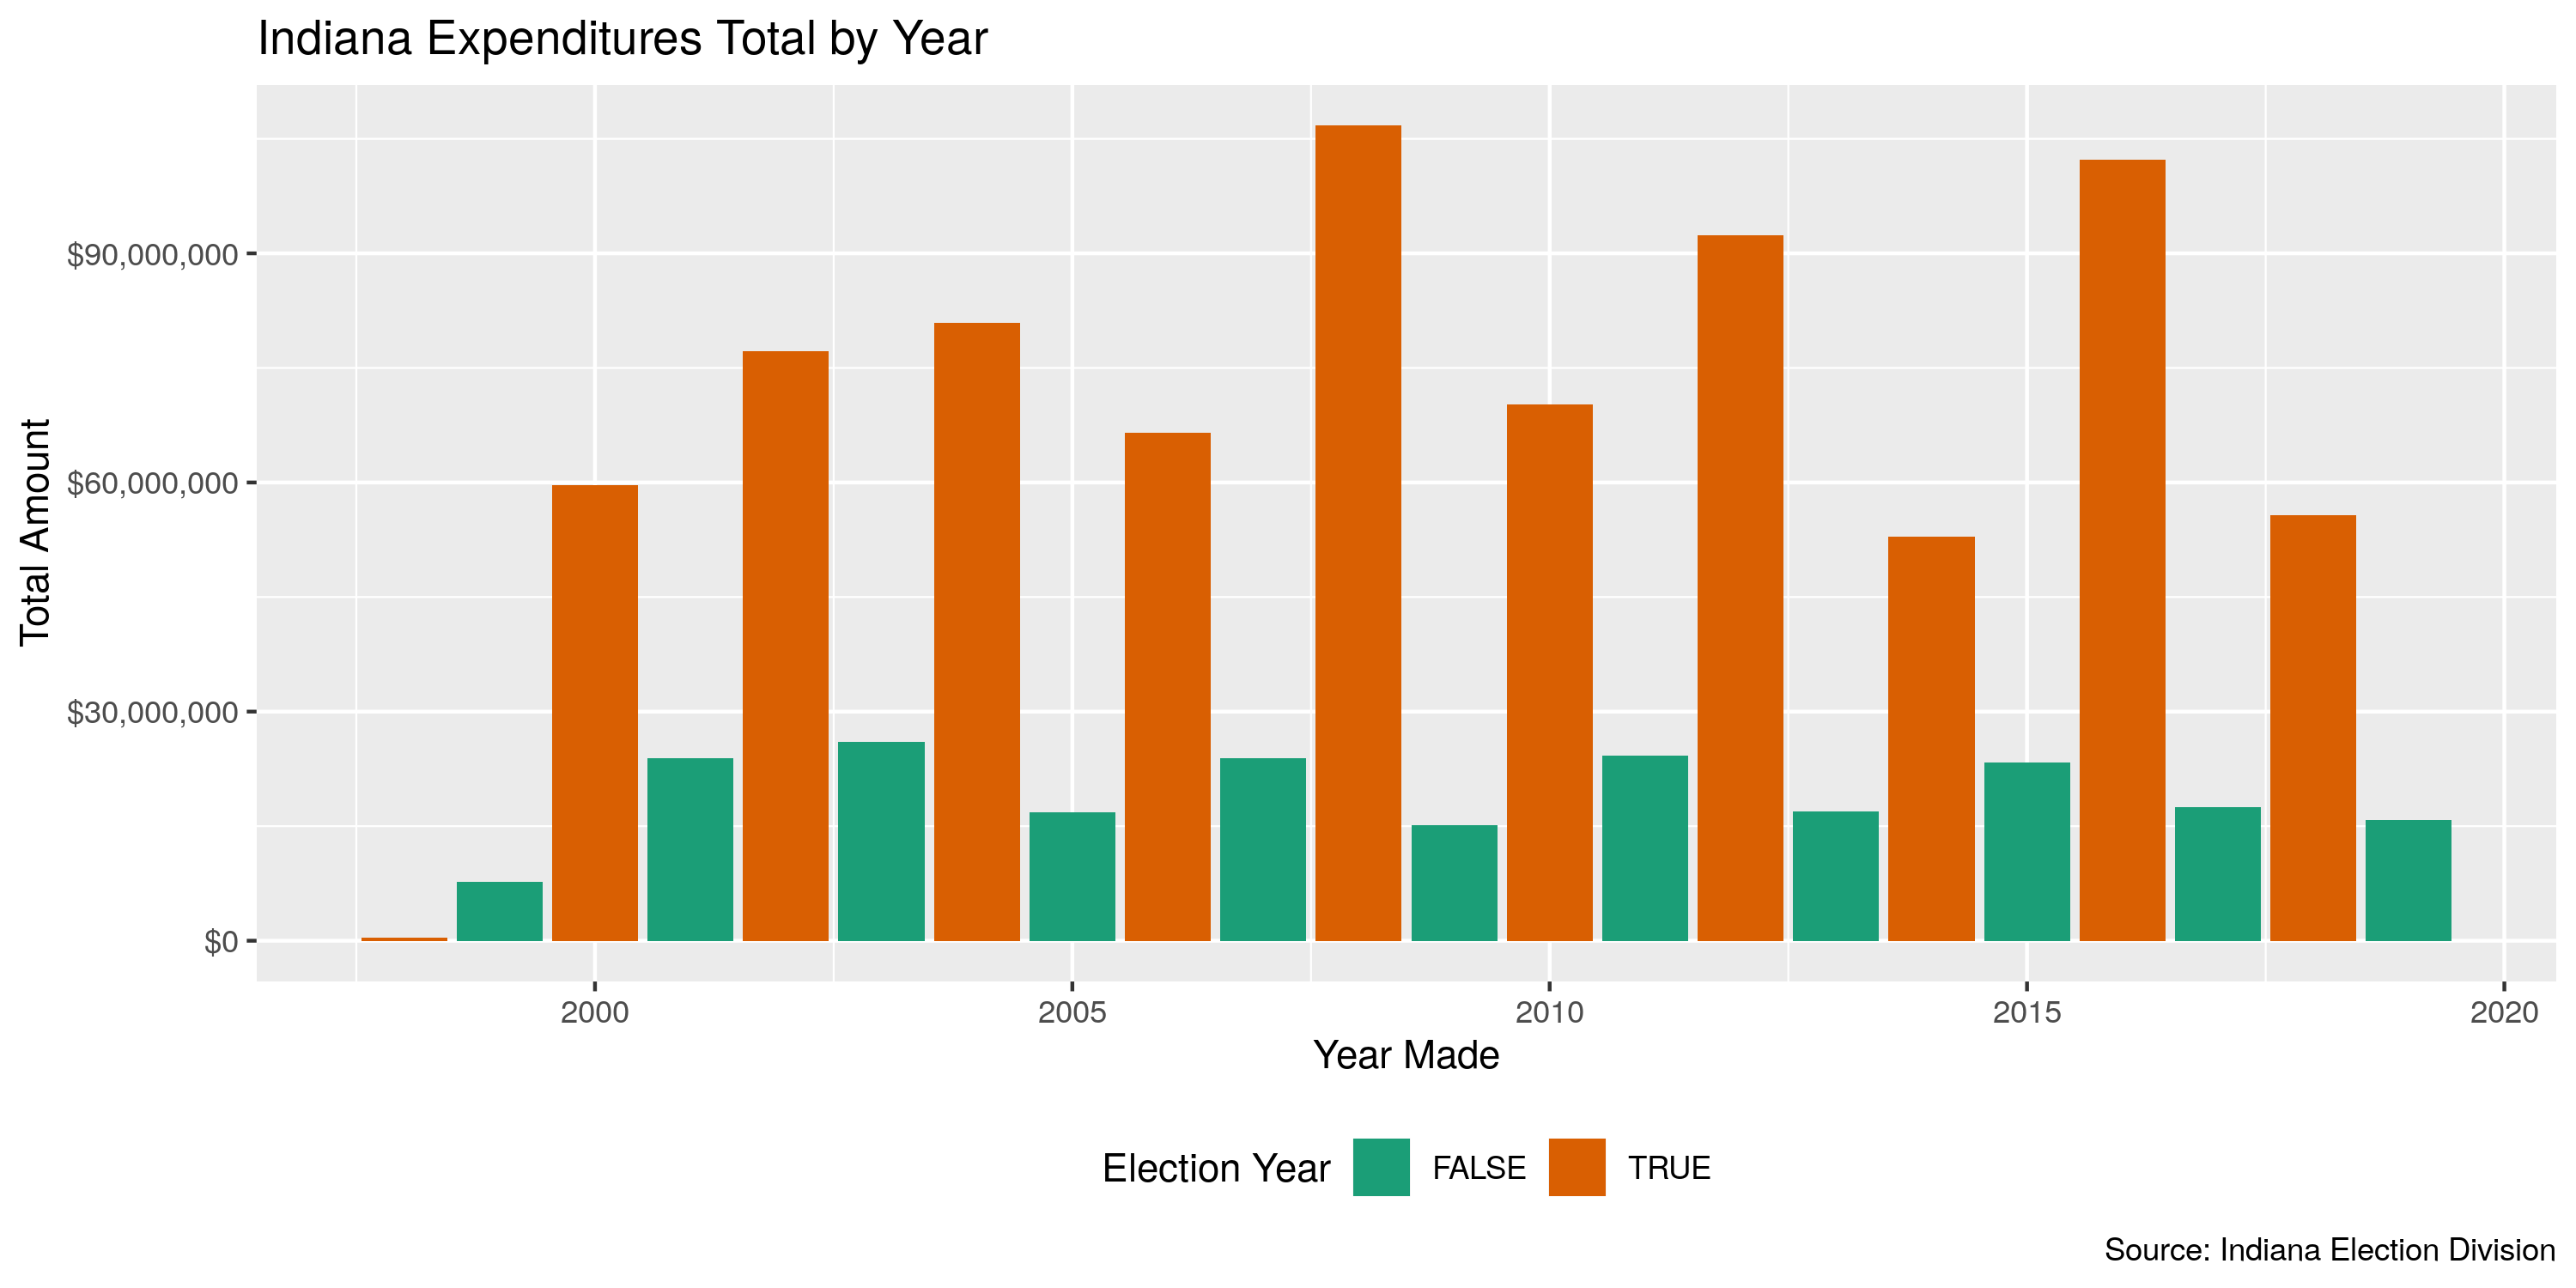 Indiana Expenditures Total by Year
Total Amount
$90,000,000
$60,000,000
$30,000,000
$0
2000 2005 2010 2015 2020
Year Made
Election Year FALSE TRUE
Source: Indiana Election Division